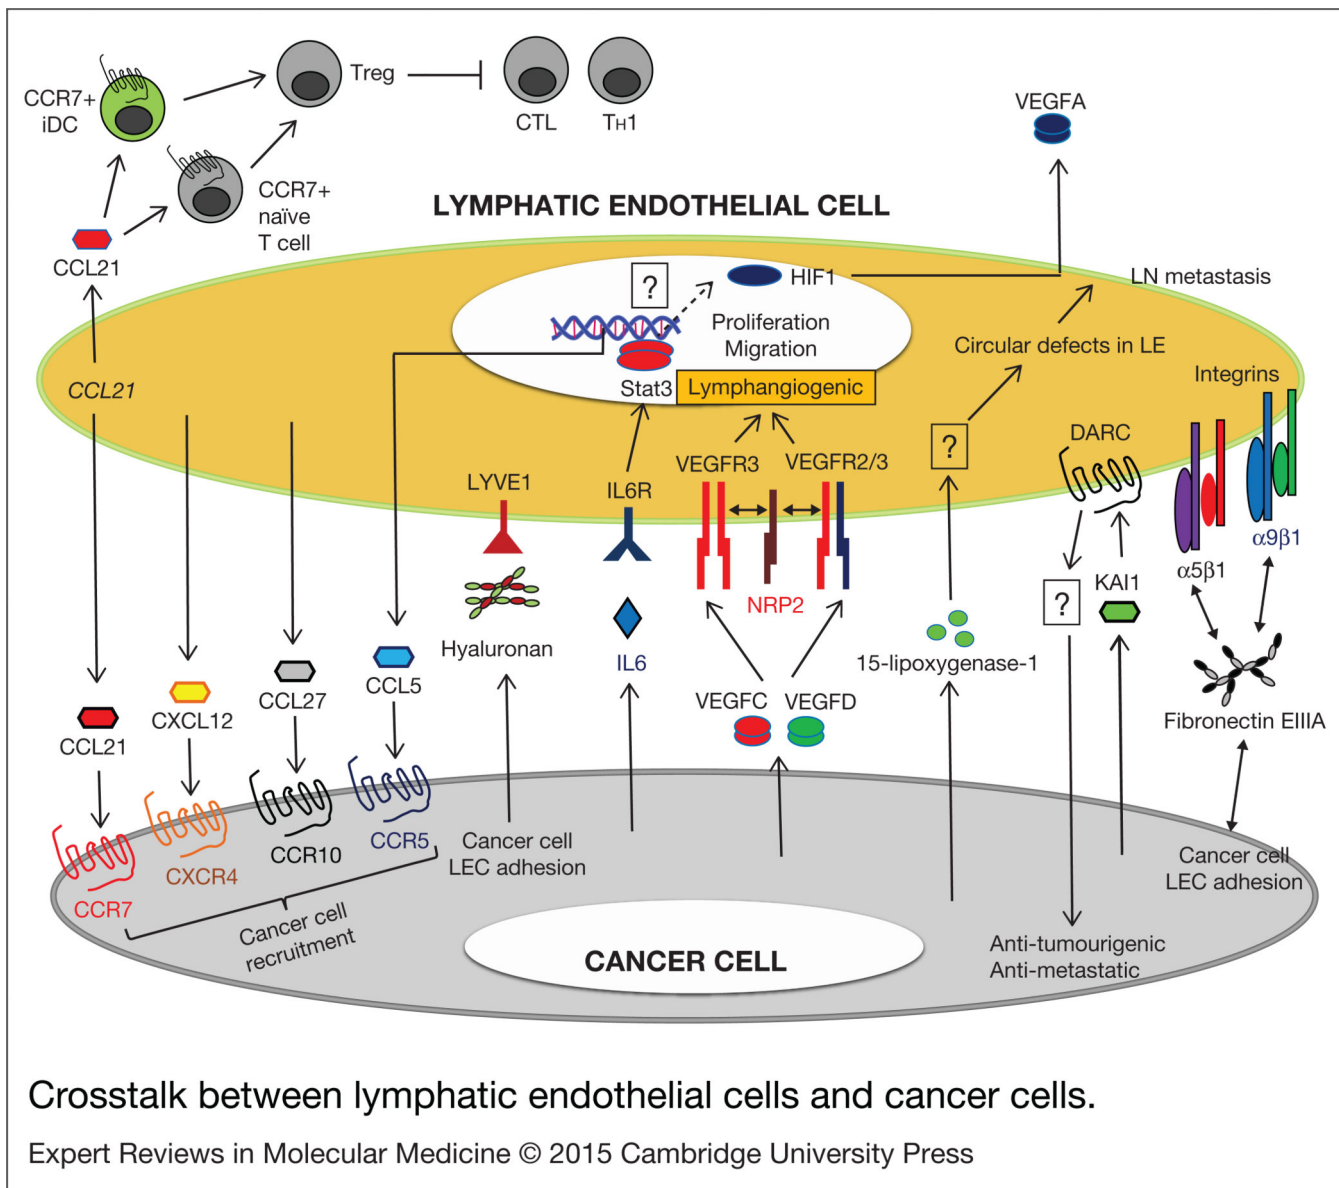 CCR7+
iDC
Treg
CTL
TH1
VEGFA
CCR7+
naïve
T cell
CCL21
LYMPHATIC ENDOTHELIAL CELL
LN metastasis
?
HIF1
Proliferation
Migration
Circular defects in LE
CCL21
Stat3
Lymphangiogenic
Integrins
?
DARC
LYVE1
IL6R
VEGFR3
VEGFR2/3
α9β1
α5β1
NRP2
?
KAI1
Hyaluronan
IL6
15-lipoxygenase-1
CCL5
CCL27
CXCL12
CCL21
VEGFC
VEGFD
Fibronectin EIIIA
CCR7
CXCR4
CCR10
CCR5
Cancer cell
LEC adhesion
Cancer cell
LEC adhesion
Cancer cell
recruitment
CANCER CELL
Anti-tumourigenic
Anti-metastatic
Crosstalk between lymphatic endothelial cells and cancer cells.
Expert Reviews in Molecular Medicine © 2015 Cambridge University Press